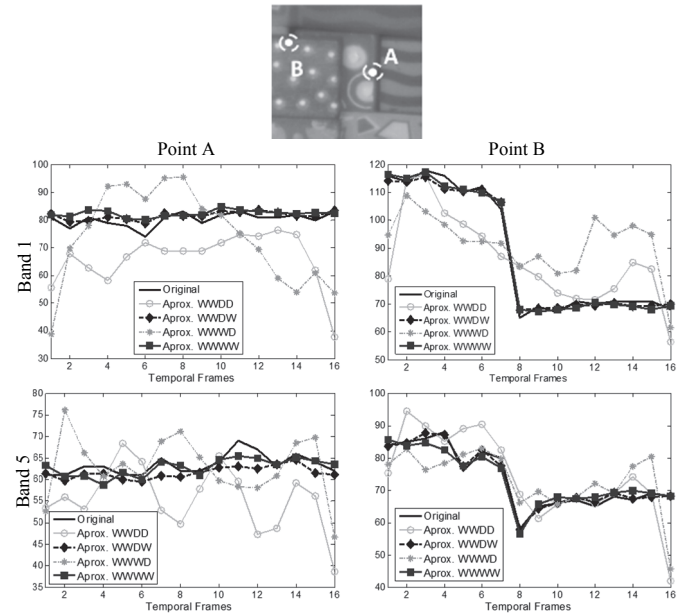 A
B
Point A
Point B
Band 1
100
90
80
70
60
50
40
30
Original
Aprox. WWDD
Aprox. WWDW
Aprox. WWWD
Aprox. WWWW
2 4 6 8 10 12 14 16
Temporal Frames
120
110
100
90
80
70
60
50
Original
Aprox. WWDD
Aprox. WWDW
Aprox. WWWD
Aprox. WWWW
2 4 6 8 10 12 14 16
Temporal Frames
Band 5
80
75
70
65
60
55
50
45
40
35
Original
Aprox. WWDD
Aprox. WWDW
Aprox. WWWD
Aprox. WWWW
2 4 6 8 10 12 14 16
Temporal Frames
100
90
80
70
60
50
40
Original
Aprox. WWDD
Aprox. WWDW
Aprox. WWWD
Aprox. WWWW
2 4 6 8 10 12 14 16
Temporal Frames